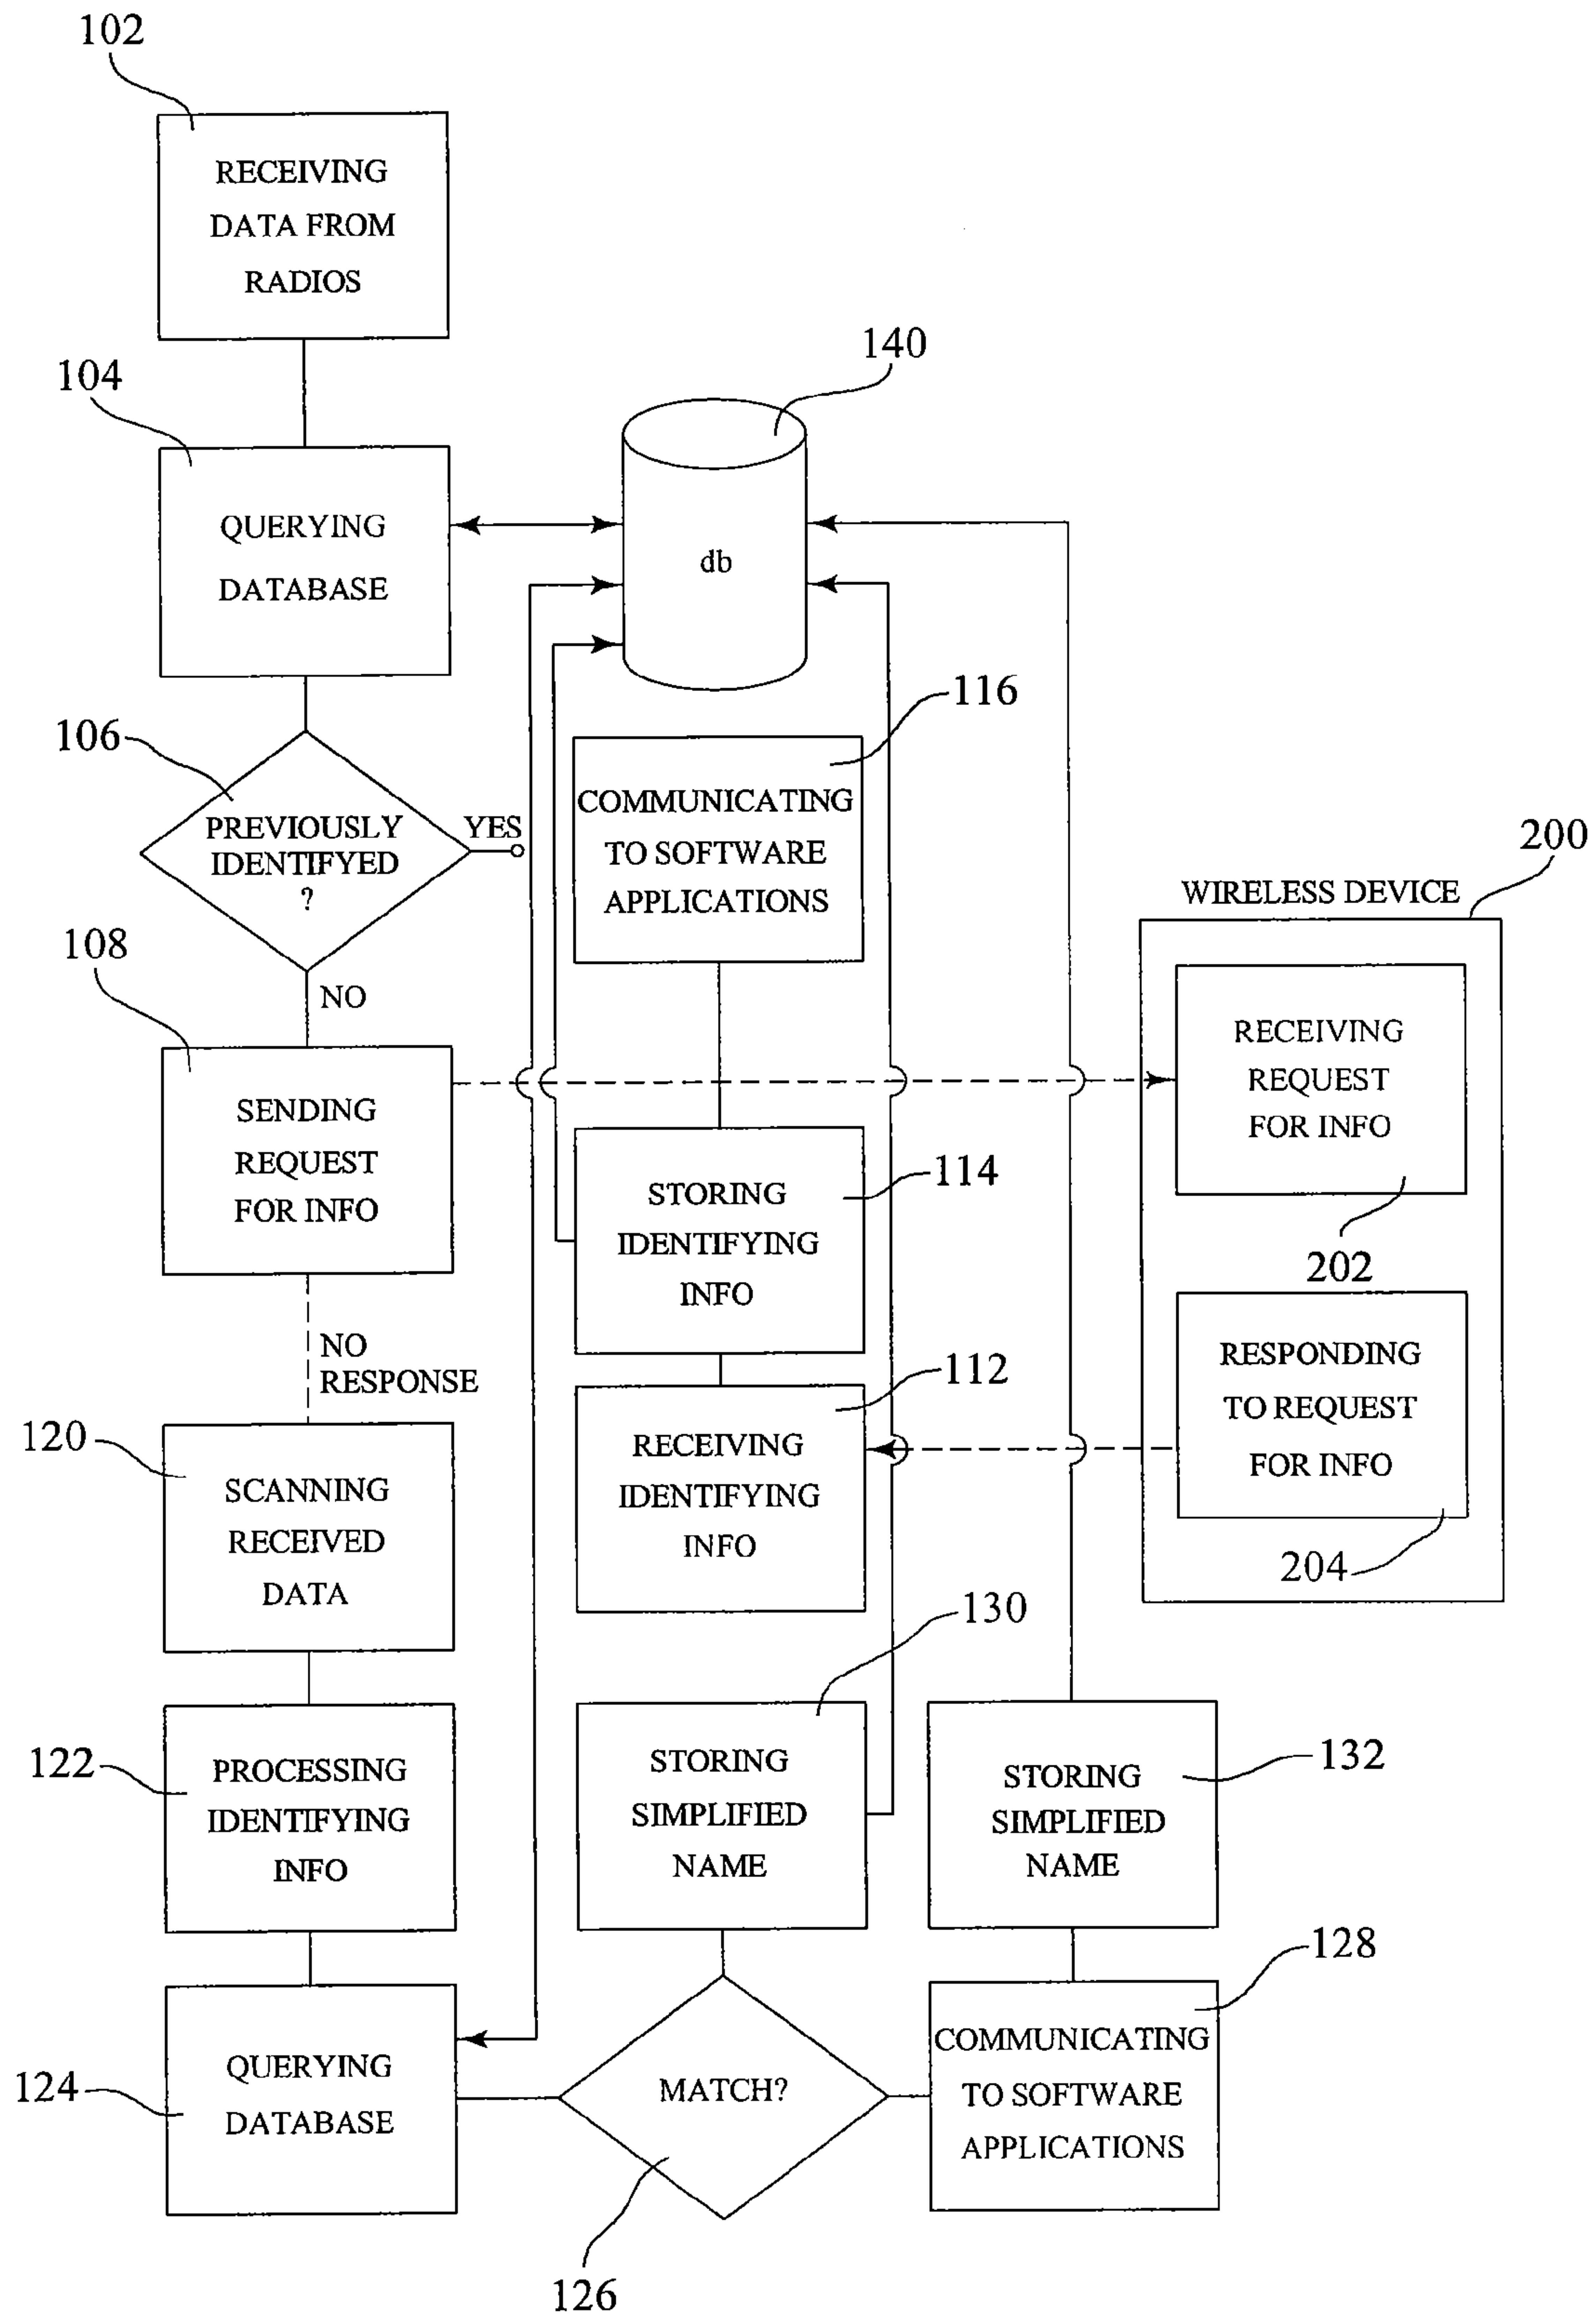 102
RECEIVING
DATA FROM
RADIOS
104
QUERYING
DATABASE
140
db
106
PREVIOUSLY
IDENTIFYED
?
YES
NO
108
SENDING
REQUEST
FOR INFO
NO
RESPONSE
120
SCANNING
RECEIVED
DATA
122
PROCESSING
IDENTIFYING
INFO
124
QUERYING
DATABASE
116
COMMUNICATING
TO SOFTWARE
APPLICATIONS
114
STORING
IDENTIFYING
INFO
112
RECEIVING
IDENTIFYING
INFO
130
STORING
SIMPLIFIED
NAME
MATCH?
126
200
WIRELESS DEVICE
RECEIVING
REQUEST
FOR INFO
202
RESPONDING
TO REQUEST
FOR INFO
204
132
STORING
SIMPLIFIED
NAME
128
COMMUNICATING
TO SOFTWARE
APPLICATIONS